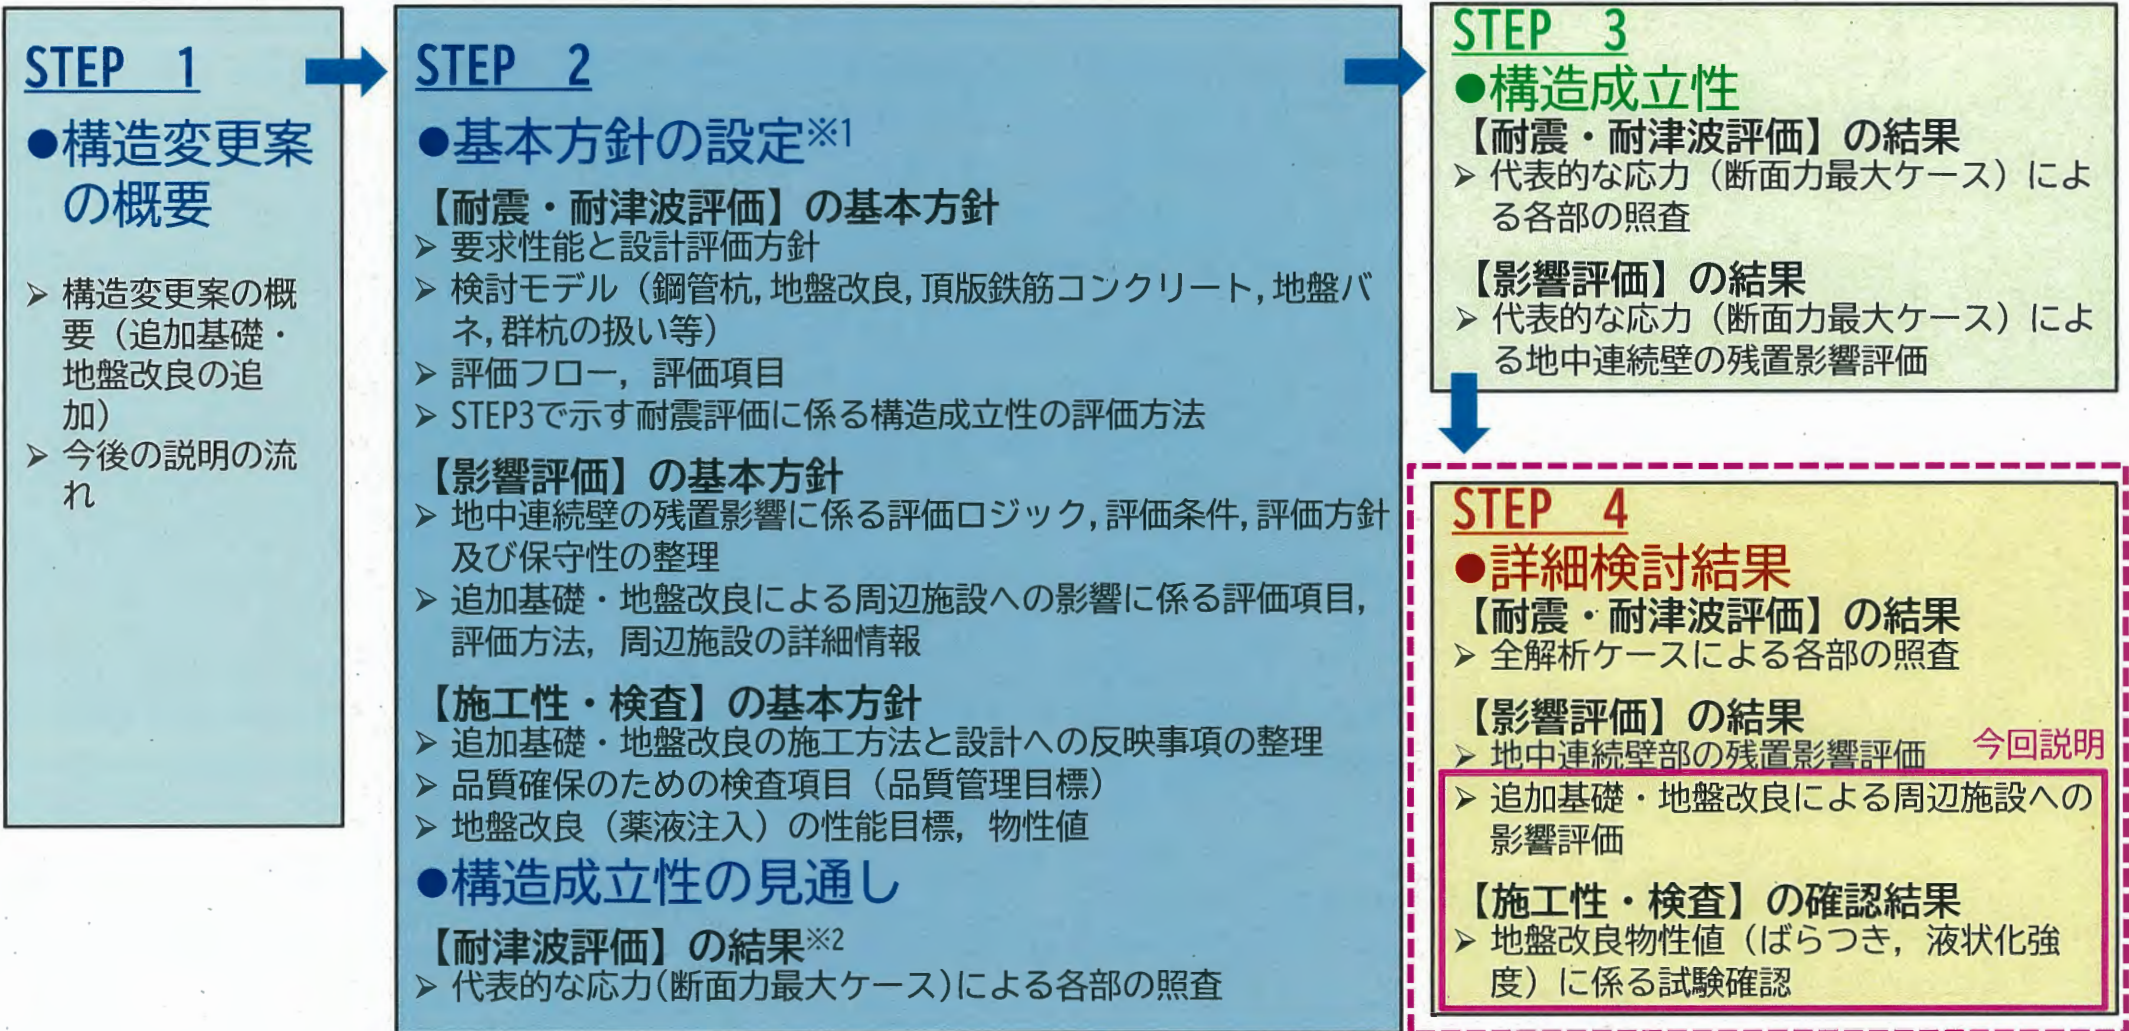 STEP 1
●構造変更案
の概要
➢ 構造変更案の概
要（追加基礎・
地盤改良の追
加）
➢ 今後の説明の流
れ
STEP 2
●基本方針の設定※1
【耐震・耐津波評価】の基本方針
➢ 要求性能と設計評価方針
➢ 検討モデル（鋼管杭,地盤改良,頂版鉄筋コンクリート,地盤バ
ネ,群杭の扱い等）
➢ 評価フロー，評価項目
➢ STEP3で示す耐震評価に係る構造成立性の評価方法
【影響評価】の基本方針
➢ 地中連続壁の残置影響に係る評価ロジック,評価条件,評価方針
及び保守性の整理
➢ 追加基礎・地盤改良による周辺施設への影響に係る評価項目，
評価方法，周辺施設の詳細情報
【施工性・検査】の基本方針
➢ 追加基礎・地盤改良の施工方法と設計への反映事項の整理
➢ 品質確保のための検査項目（品質管理目標）
➢ 地盤改良（薬液注入）の性能目標，物性値
●構造成立性の見通し
【耐津波評価】の結果※2
➢ 代表的な応力(断面力最大ケース)による各部の照査
STEP 3
●構造成立性
【耐震・耐津波評価】の結果
➢ 代表的な応力（断面力最大ケース）によ
る各部の照査
【影響評価】の結果
➢ 代表的な応力（断面力最大ケース）によ
る地中連続壁の残置影響評価
STEP 4
●詳細検討結果
【耐震・耐津波評価】の結果
➢ 全解析ケースによる各部の照査
【影響評価】の結果
➢ 地中連続壁部の残置影響評価
今回説明
➢ 追加基礎・地盤改良による周辺施設への
影響評価
【施工性・検査】の確認結果
➢ 地盤改良物性値（ばらつき，液状化強
度）に係る試験確認